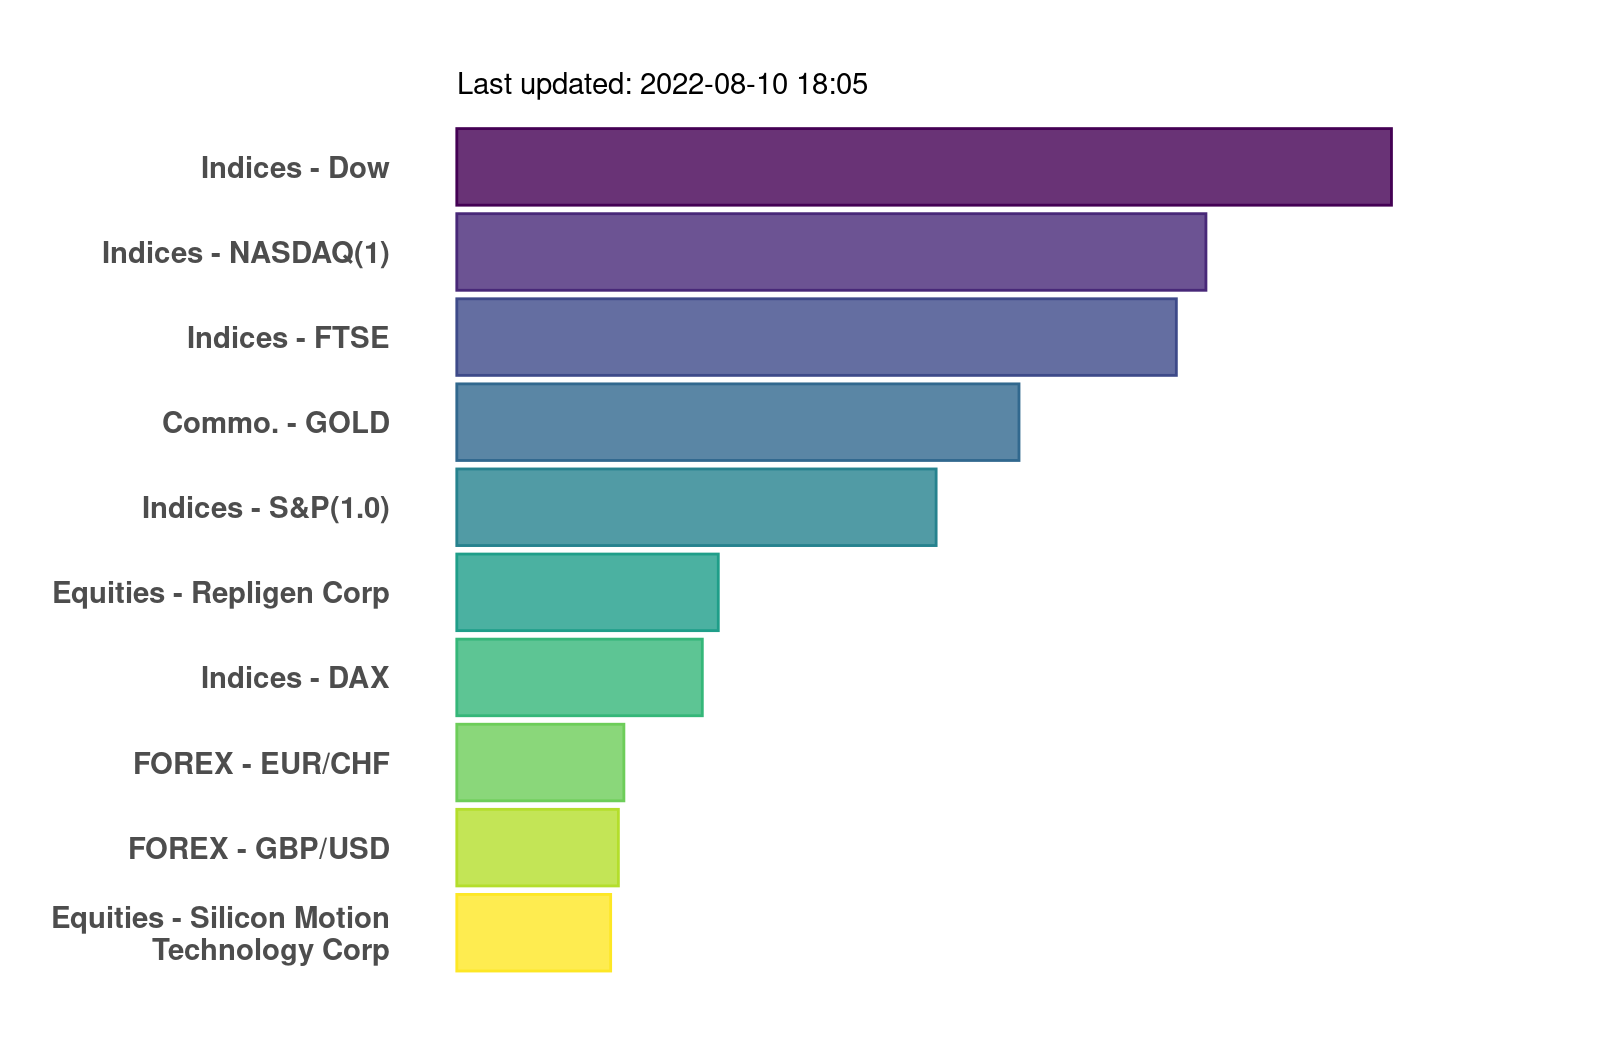 Last updated: 2022-08-10 18:05
Indices - Dow
Indices - NASDAQ(1)
Indices - FTSE
Commo. - GOLD
Indices - S&P(1.0)
Equities - Repligen Corp
Indices - DAX
FOREX - EUR/CHF
FOREX - GBP/USD
Equities - Silicon Motion
Technology Corp